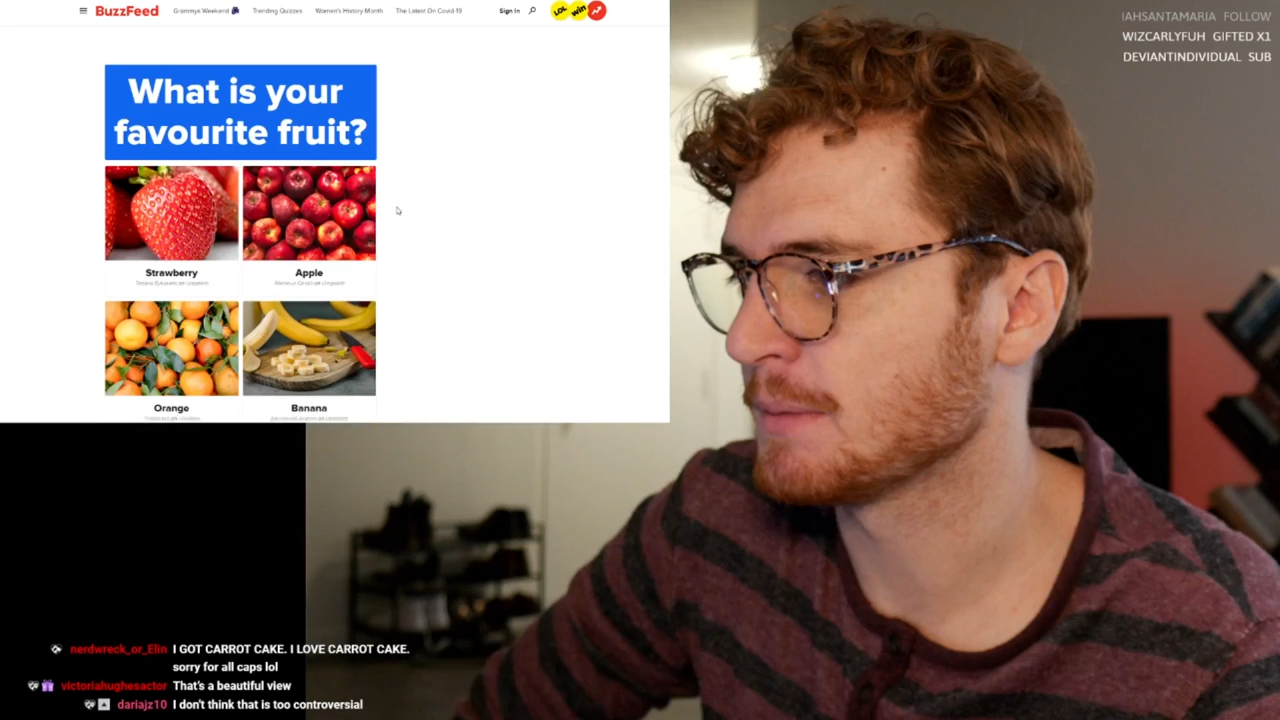 BuzzFeed
Grammys Weekend
Trending Quizzes
Women's History Month
The Latest On Covid-19
Sign In
LOL
win
IAHSANTAMARIA FOLLOW
WIZCARLYFUH GIFTED X1
DEVIANTINDIVIDUAL SUB
What is your
favourite fruit?
Strawberry
Apple
Orange
Banana
nerdwreck_or_Elin I GOT CARROT CAKE. I LOVE CARROT CAKE.
sorry for all caps lol
victoriahughesactor That's a beautiful view
dariajz10 I don't think that is too controversial